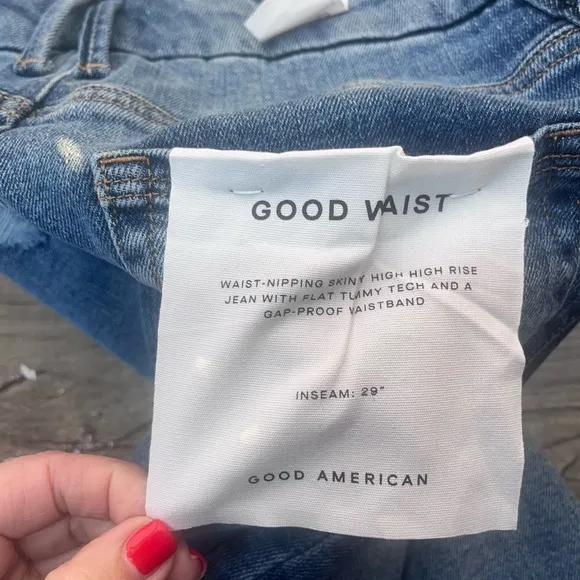 GOOD WAIST
WAIST-NIPPING SKINY HIGH HIGH RISE
JEAN WITH FLAT TUMMY TECH AND A
GAP-PROOF WAISTBAND
INSEAM: 29"
GOOD AMERICAN